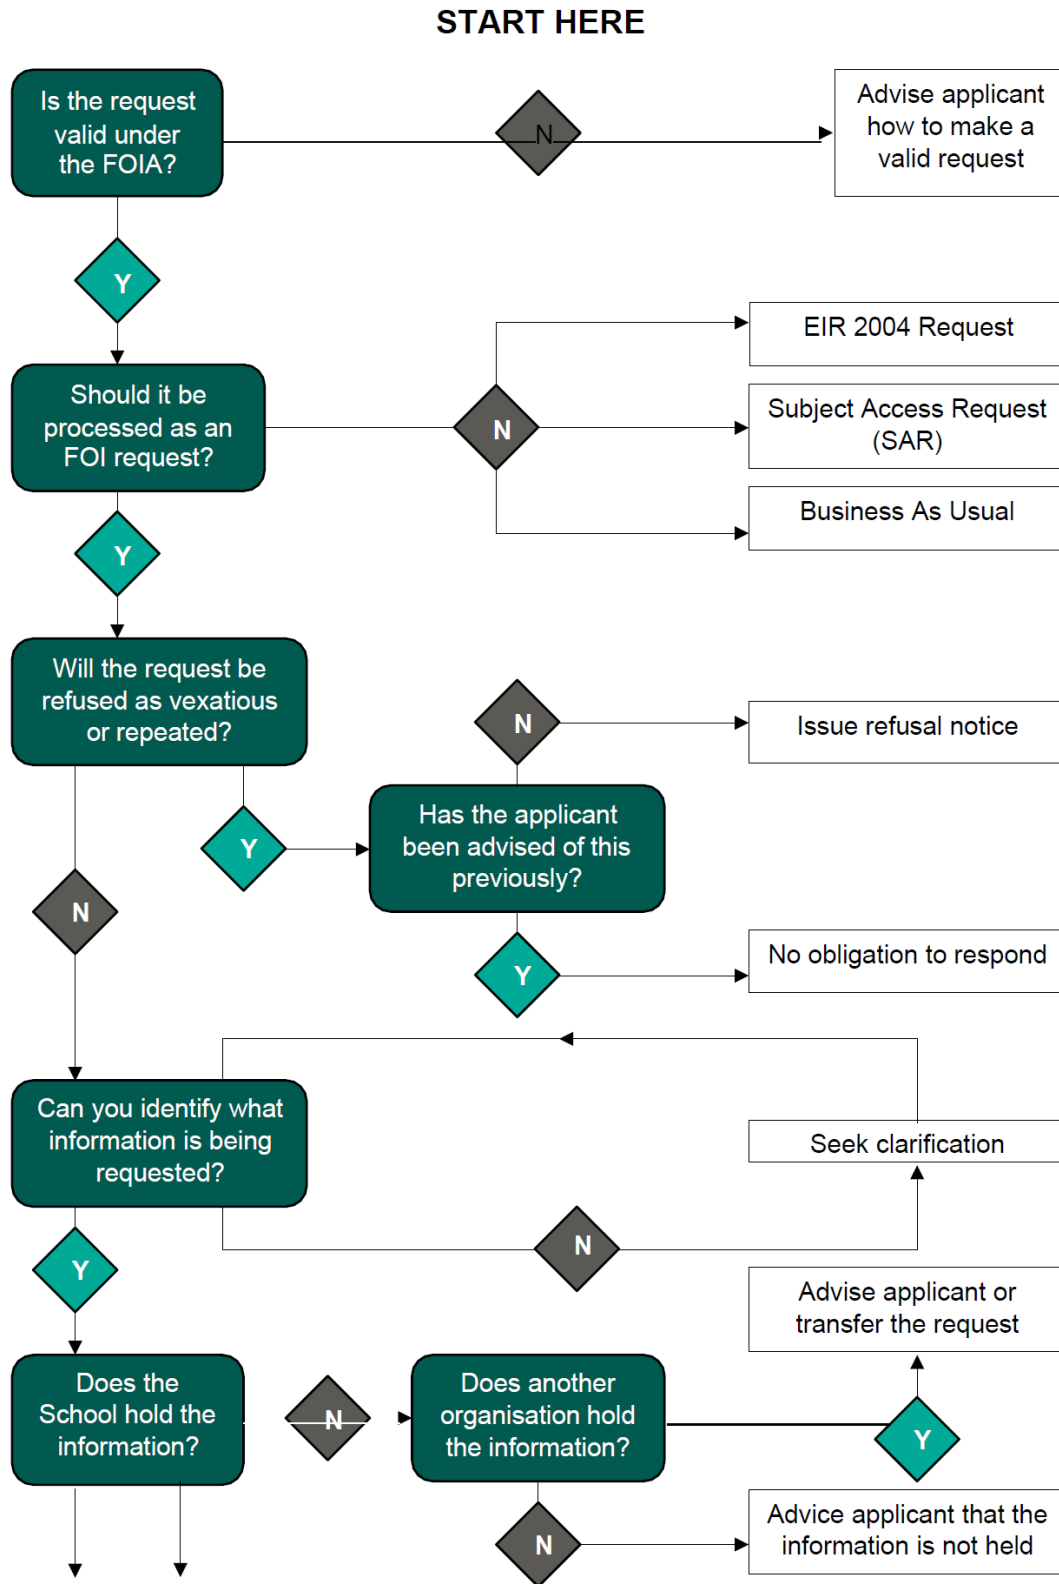 START HERE
Is the request
valid under
the FOIA?
N
Advise applicant
how to make a
valid request
Y
EIR 2004 Request
Should it be
processed as an
FOI request?
N
Subject Access Request
(SAR)
Business As Usual
Y
Will the request be
refused as vexatious
or repeated?
N
Issue refusal notice
Y
Has the applicant
been advised of this
previously?
N
Y
No obligation to respond
Can you identify what
information is being
requested?
Seek clarification
N
Y
Advise applicant or
transfer the request
Does the
School hold the
information?
N
Does another
organisation hold
the information?
Y
N
Advice applicant that the
information is not held